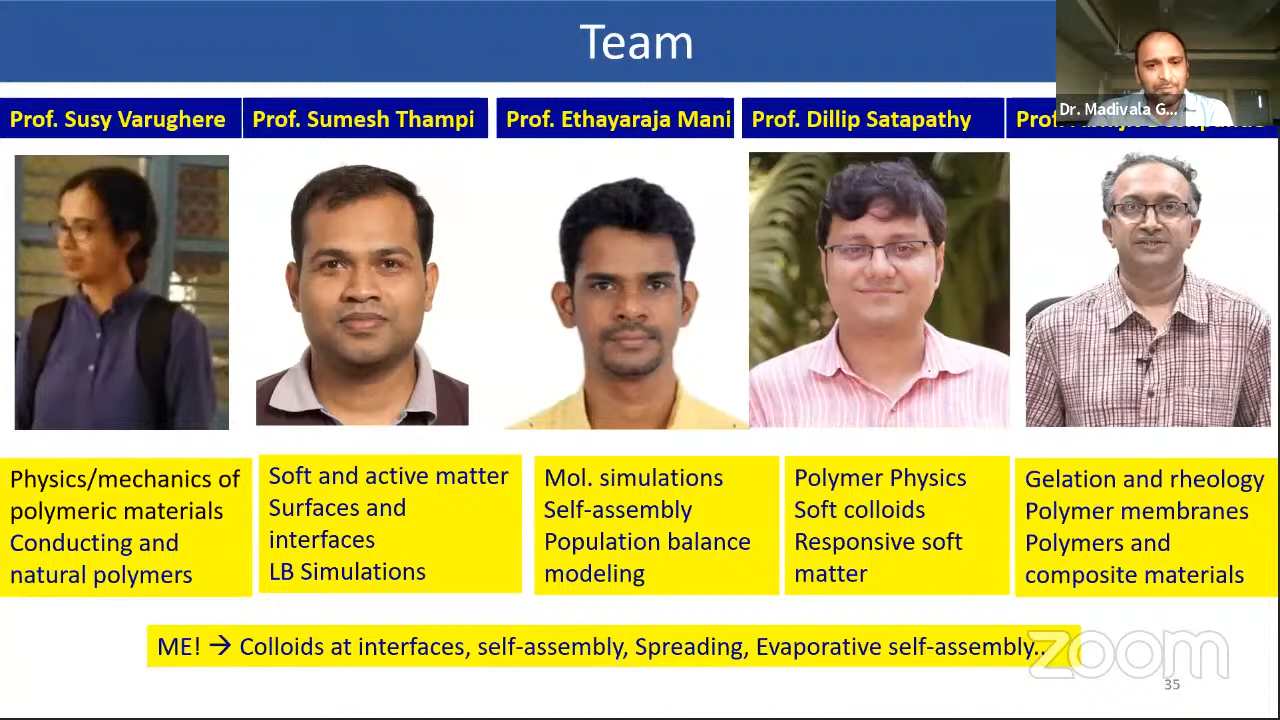 Team
Dr. Madivala G...
Prof. Susy Varughere
Prof. Sumesh Thampi
Prof. Ethayaraja Mani
Prof. Dillip Satapathy
Physics/mechanics of
polymeric materials
Conducting and
natural polymers
Soft and active matter
Surfaces and
interfaces
LB Simulations
Mol. simulations
Self-assembly
Population balance
modeling
Polymer Physics
Soft colloids
Responsive soft
matter
Gelation and rheology
Polymer membranes
Polymers and
composite materials
ME! → Colloids at interfaces, self-assembly, Spreading, Evaporative self-assembly..
zoom
35